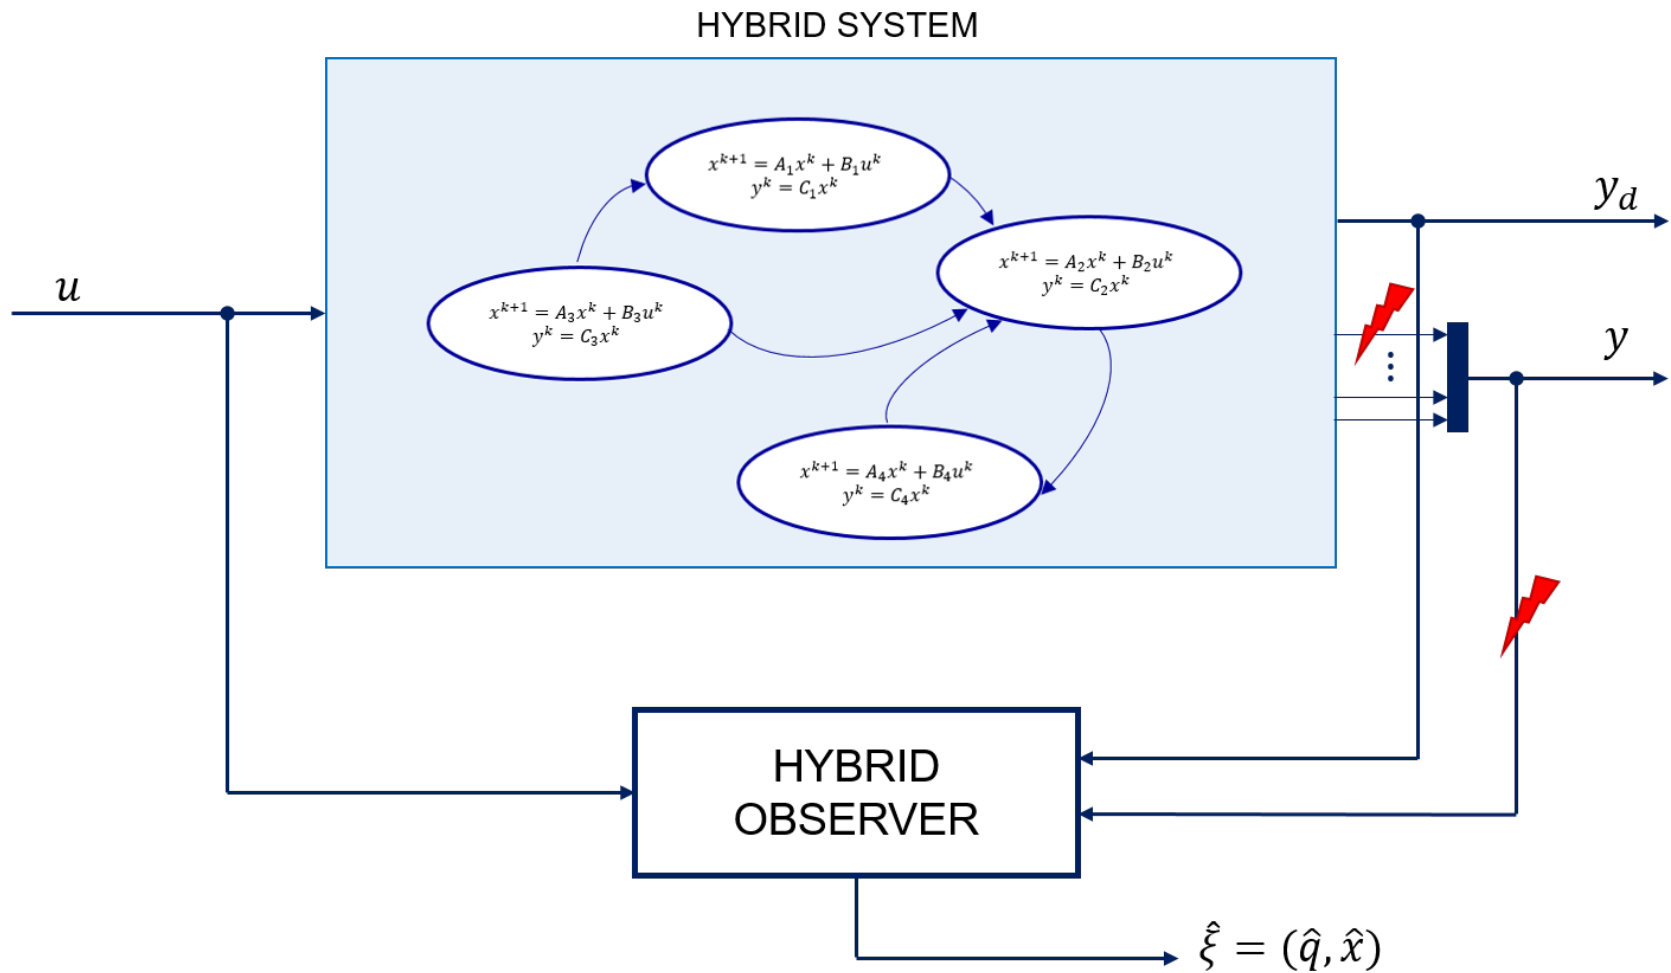 HYBRID SYSTEM
x^{k+1} = A_1x^k + B_1u^k
y^k = C_1x^k
y_d
x^{k+1} = A_2x^k + B_2u^k
y^k = C_2x^k
u
x^{k+1} = A_3x^k + B_3u^k
y^k = C_3x^k
y
⋮
x^{k+1} = A_4x^k + B_4u^k
y^k = C_4x^k
HYBRID
OBSERVER
ξ̂ = (q̂, x̂)